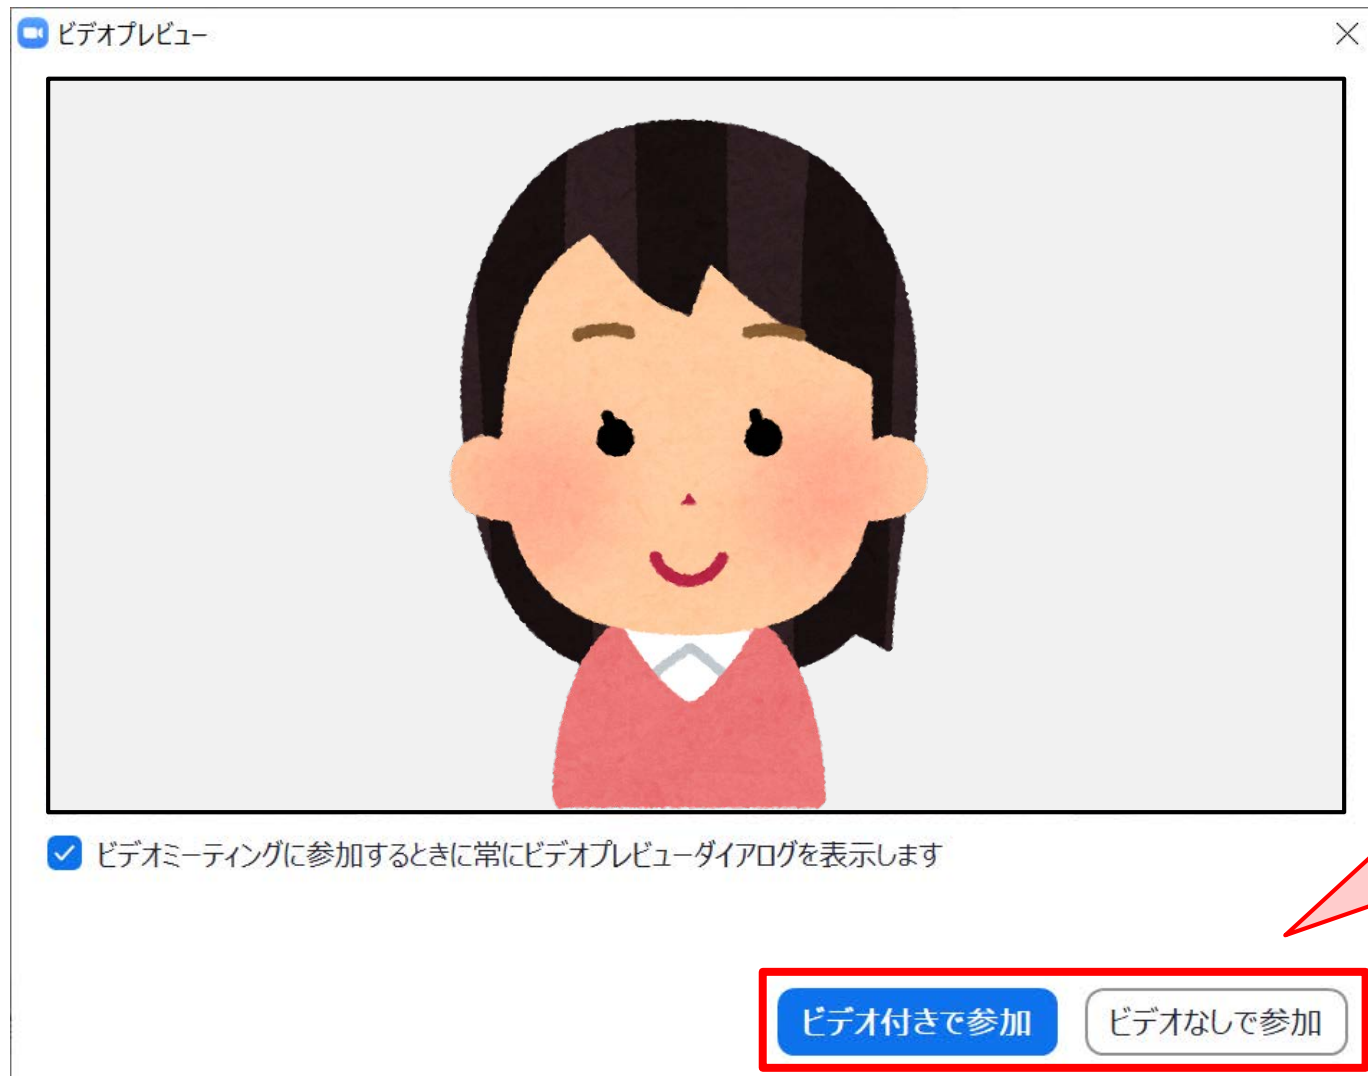 ビデオプレビュー
ビデオミーティングに参加するときに常にビデオプレビューダイアログを表示します
ビデオ付きで参加
ビデオなしで参加